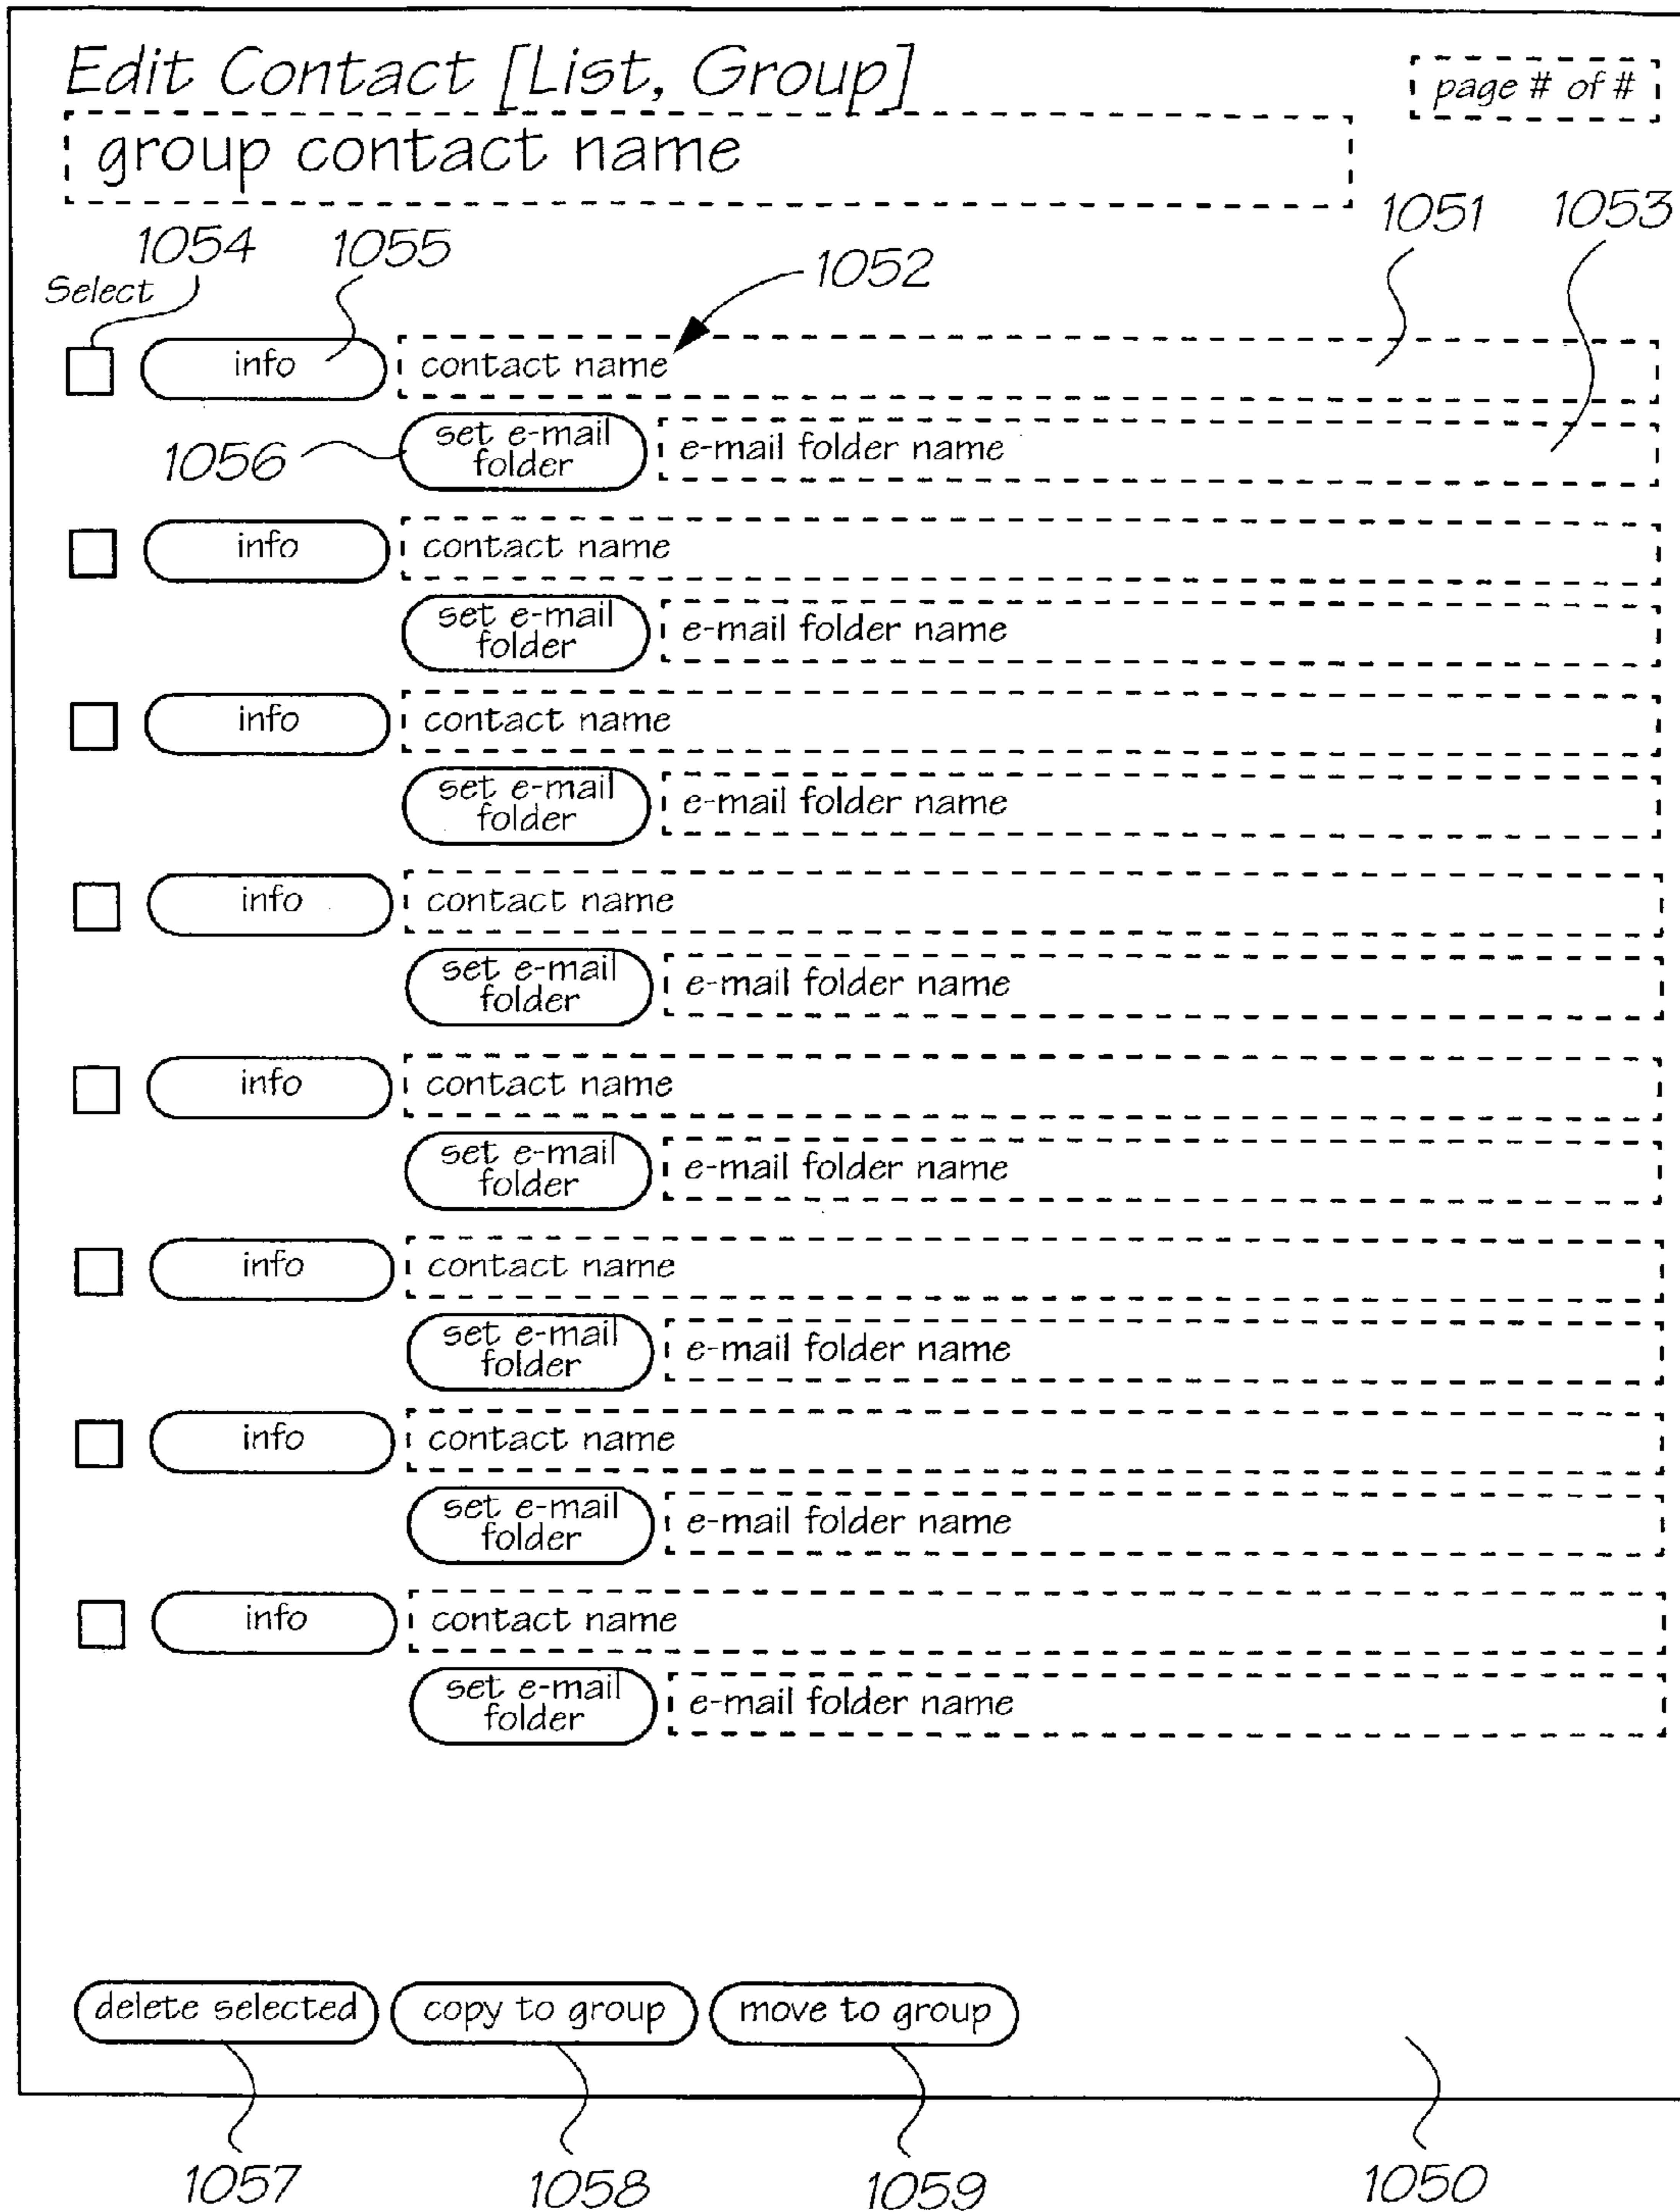 Edit Contact [List, Group]
page # of #
group contact name
1051 1053
1054 1055 1052
Select
info contact name
1056 set e-mail folder e-mail folder name
info contact name
set e-mail folder e-mail folder name
info contact name
set e-mail folder e-mail folder name
info contact name
set e-mail folder e-mail folder name
info contact name
set e-mail folder e-mail folder name
info contact name
set e-mail folder e-mail folder name
info contact name
set e-mail folder e-mail folder name
info contact name
set e-mail folder e-mail folder name
delete selected copy to group move to group
1057 1058 1059 1050